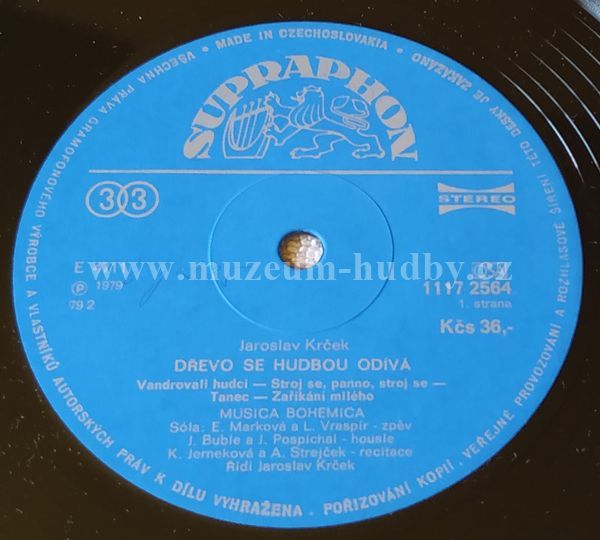 VŠECHNA PRÁVA GRAMOFONOVÉHO VÝROBCE A VLASTNÍKŮ AUTORSKÝCH PRÁV K DÍLU VYHRAŽENA · POŘIZOVÁNÍ KOPIÍ · VEŘEJNÉ PROVOZOVÁNÍ A ROZHLASOVÉ ŠÍŘENÍ TÉTO DESKY JE ZAKÁZÁNO · MADE IN CZECHOSLOVAKIA ·
SUPRAPHON
33
STEREO
www.muzeum-hudby.cz
Ⓟ 1979
79 2
1117 2564
1. strana
Kčs 36,-
Jaroslav Krček
DŘEVO SE HUDBOU ODÍVÁ
Vandrovali hudci — Stroj se, panno, stroj se —
Tanec — Zaříkání milého
MUSICA BOHEMICA
Sóla: E. Marková a L. Vraspír - zpěv
J. Buble a J. Pospíchal - housle
K. Jerneková a A. Strejček - recitace
Řídí Jaroslav Krček